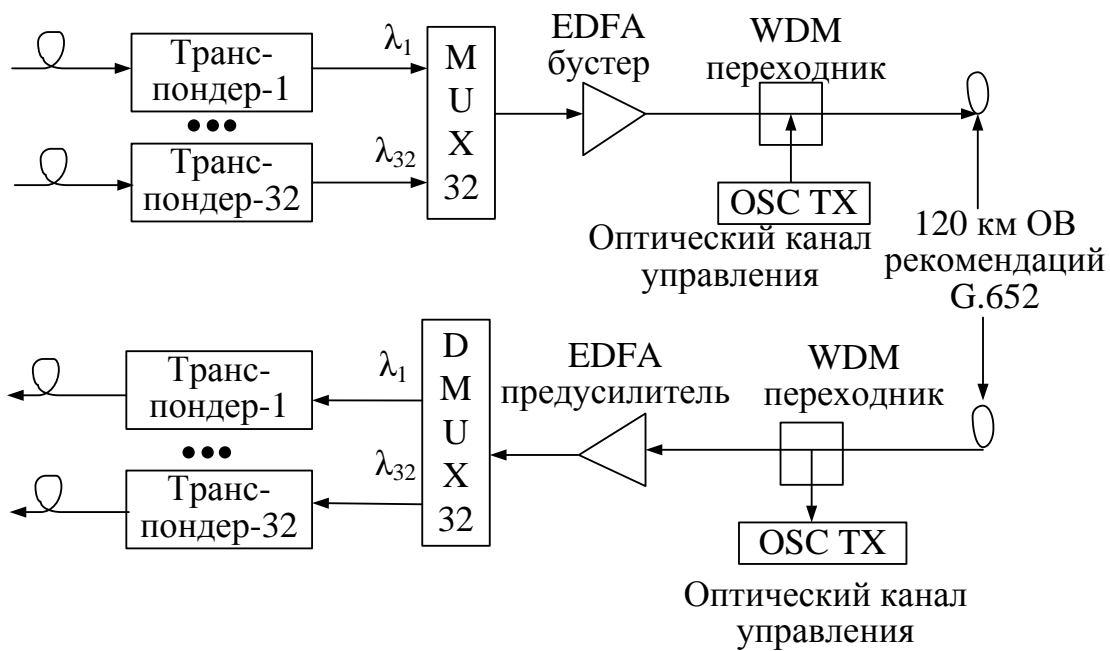 Транс-
пондер-1
•••
Транс-
пондер-32
λ1
λ32
M
U
X
32
EDFA
бустер
WDM
переходник
OSC TX
Оптический канал
управления
120 км ОВ
рекомендаций
G.652
Транс-
пондер-1
•••
Транс-
пондер-32
λ1
λ32
D
M
U
X
32
EDFA
предусилитель
WDM
переходник
OSC TX
Оптический канал
управления